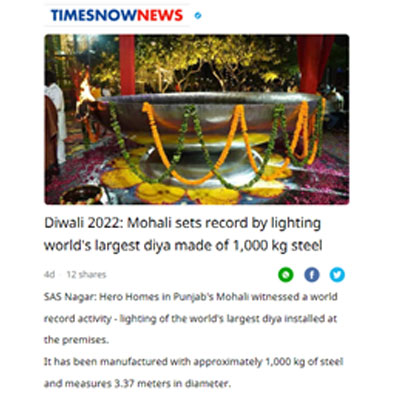 TIMESNOWNEWS
Diwali 2022: Mohali sets record by lighting
world's largest diya made of 1,000 kg steel
4d · 12 shares
SAS Nagar: Hero Homes in Punjab's Mohali witnessed a world
record activity - lighting of the world's largest diya installed at
the premises.
It has been manufactured with approximately 1,000 kg of steel
and measures 3.37 meters in diameter.